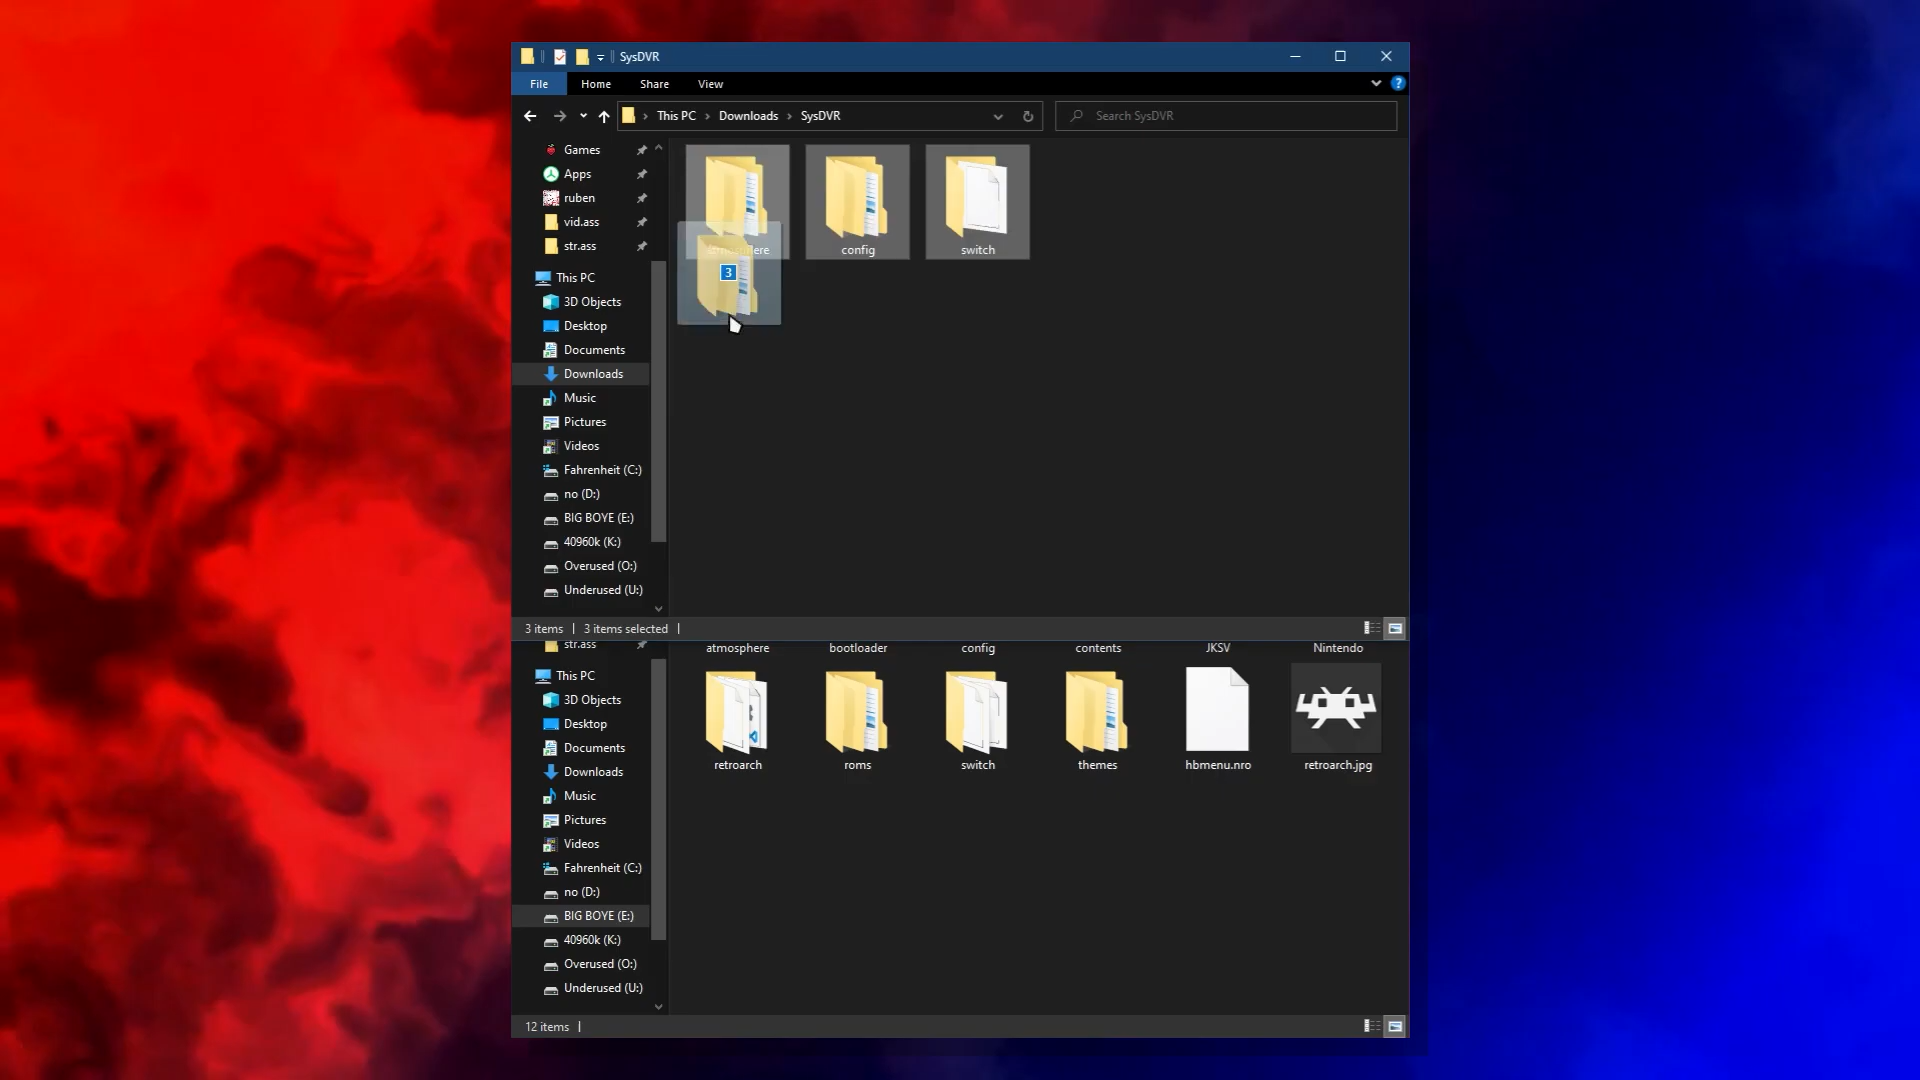 SysDVR
File Home Share View
This PC Downloads SysDVR
Search SysDVR
Games
Apps
ruben
vid.ass
str.ass
This PC
3D Objects
Desktop
Documents
Downloads
Music
Pictures
Videos
Fahrenheit (C:)
no (D:)
BIG BOYE (E:)
40960k (K:)
Overused (O:)
Underused (U:)
atmosphere config switch
3
3 items 3 items selected
str.ass
This PC
3D Objects
Desktop
Documents
Downloads
Music
Pictures
Videos
Fahrenheit (C:)
no (D:)
BIG BOYE (E:)
40960k (K:)
Overused (O:)
Underused (U:)
atmosphere bootloader config contents JKSV Nintendo
retroarch roms switch themes hbmenu.nro retroarch.jpg
12 items